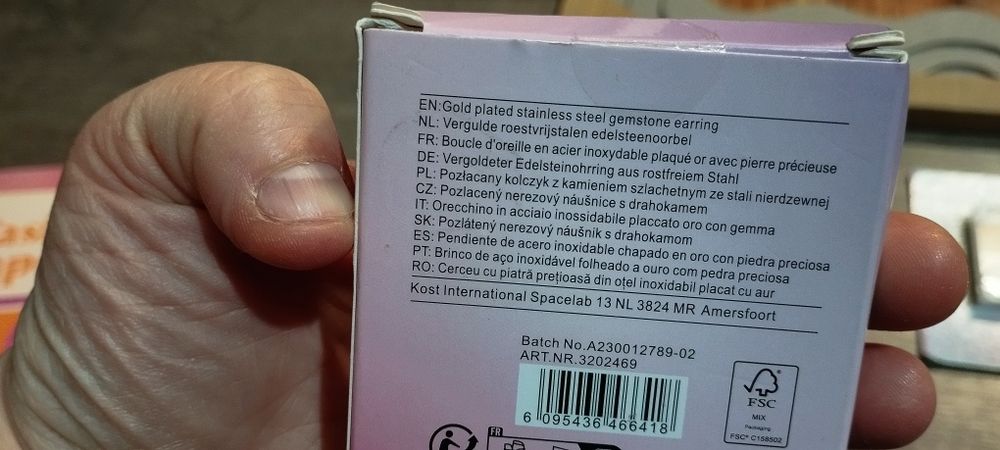 EN:Gold plated stainless steel gemstone earring
NL: Vergulde roestvrijstalen edelsteenoorbel
FR: Boucle d'oreille en acier inoxydable plaqué or avec pierre précieuse
DE: Vergoldeter Edelsteinohrring aus rostfreiem Stahl
PL: Pozłacany kolczyk z kamieniem szlachetnym ze stali nierdzewnej
CZ: Pozlacený nerezový náušnice s drahokamem
IT: Orecchino in acciaio inossidabile placcato oro con gemma
SK: Pozlátený nerezový náušník s drahokamom
ES: Pendiente de acero inoxidable chapado en oro con piedra preciosa
PT: Brinco de aço inoxidável folheado a ouro com pedra preciosa
RO: Cerceu cu piatră prețioasă din oțel inoxidabil placat cu aur
Kost International Spacelab 13 NL 3824 MR Amersfoort
Batch No.A230012789-02
ART.NR.3202469
6 095436 466418
FSC
MIX
Packaging
FSC® C158502
FR